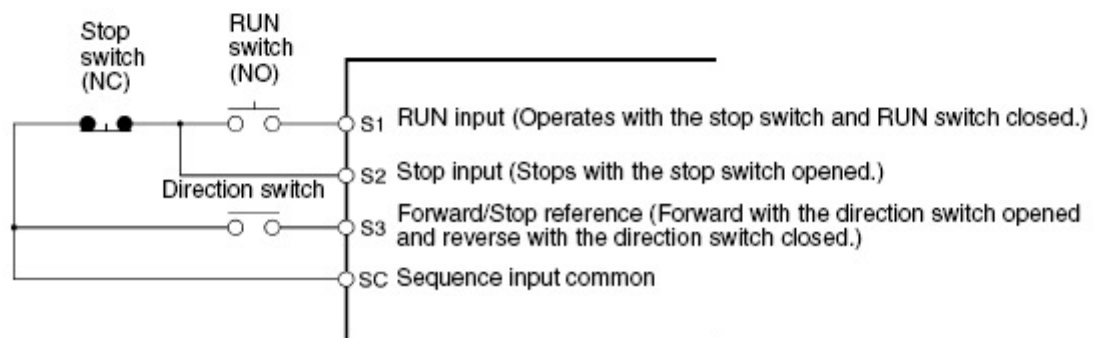 Stop
switch
(NC)
RUN
switch
(NO)
S1 RUN input (Operates with the stop switch and RUN switch closed.)
S2 Stop input (Stops with the stop switch opened.)
Direction switch
S3 Forward/Stop reference (Forward with the direction switch opened
and reverse with the direction switch closed.)
SC Sequence input common